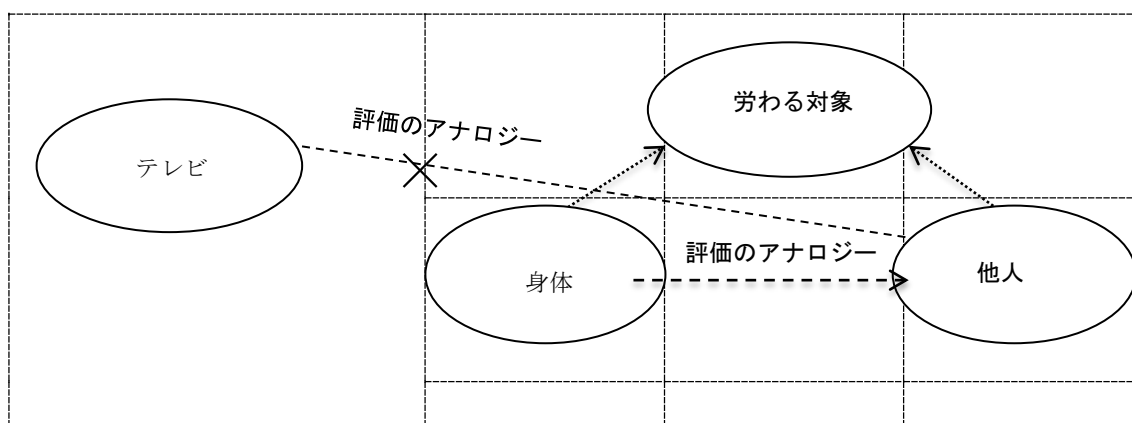 労わる対象
評価のアナロジー
テレビ
評価のアナロジー
身体
他人